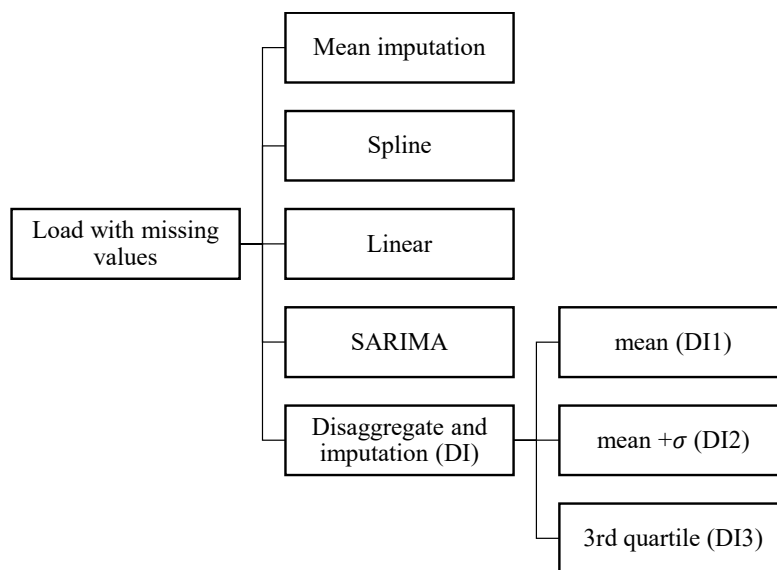 Mean imputation
Spline
Load with missing
values
Linear
SARIMA
mean (DI1)
Disaggregate and
imputation (DI)
mean +σ (DI2)
3rd quartile (DI3)